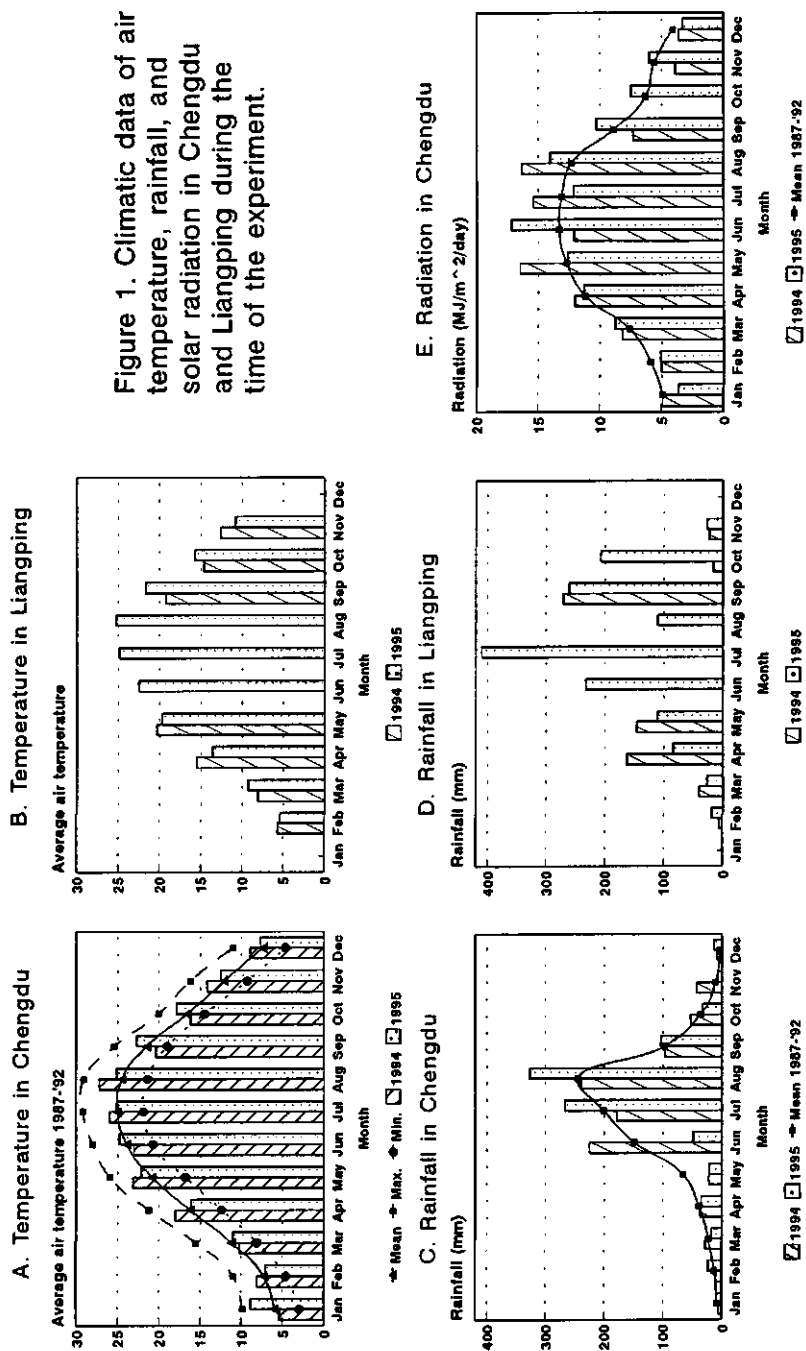 Figure 1. Climatic data of air
temperature, rainfall, and
solar radiation in Chengdu
and Liangping during the
time of the experiment.
A. Temperature in Chengdu
Average air temperature 1987-'92
30
25
20
15
10
5
0
Jan Feb Mar Apr May Jun Jul Aug Sep Oct Nov Dec
Month
Mean Max. Min. 1994 1995
B. Temperature in Liangping
Average air temperature
30
25
20
15
10
5
0
Jan Feb Mar Apr May Jun Jul Aug Sep Oct Nov Dec
Month
1994 1995
C. Rainfall in Chengdu
Rainfall (mm)
400
300
200
100
0
Jan Feb Mar Apr May Jun Jul Aug Sep Oct Nov Dec
Month
1994 1995 Mean 1987-'92
D. Rainfall in Liangping
Rainfall (mm)
400
300
200
100
0
Jan Feb Mar Apr May Jun Jul Aug Sep Oct Nov Dec
Month
1994 1995
E. Radiation in Chengdu
Radiation (MJ/m^2/day)
20
15
10
5
0
Jan Feb Mar Apr May Jun Jul Aug Sep Oct Nov Dec
Month
1994 1995 Mean 1987-'92